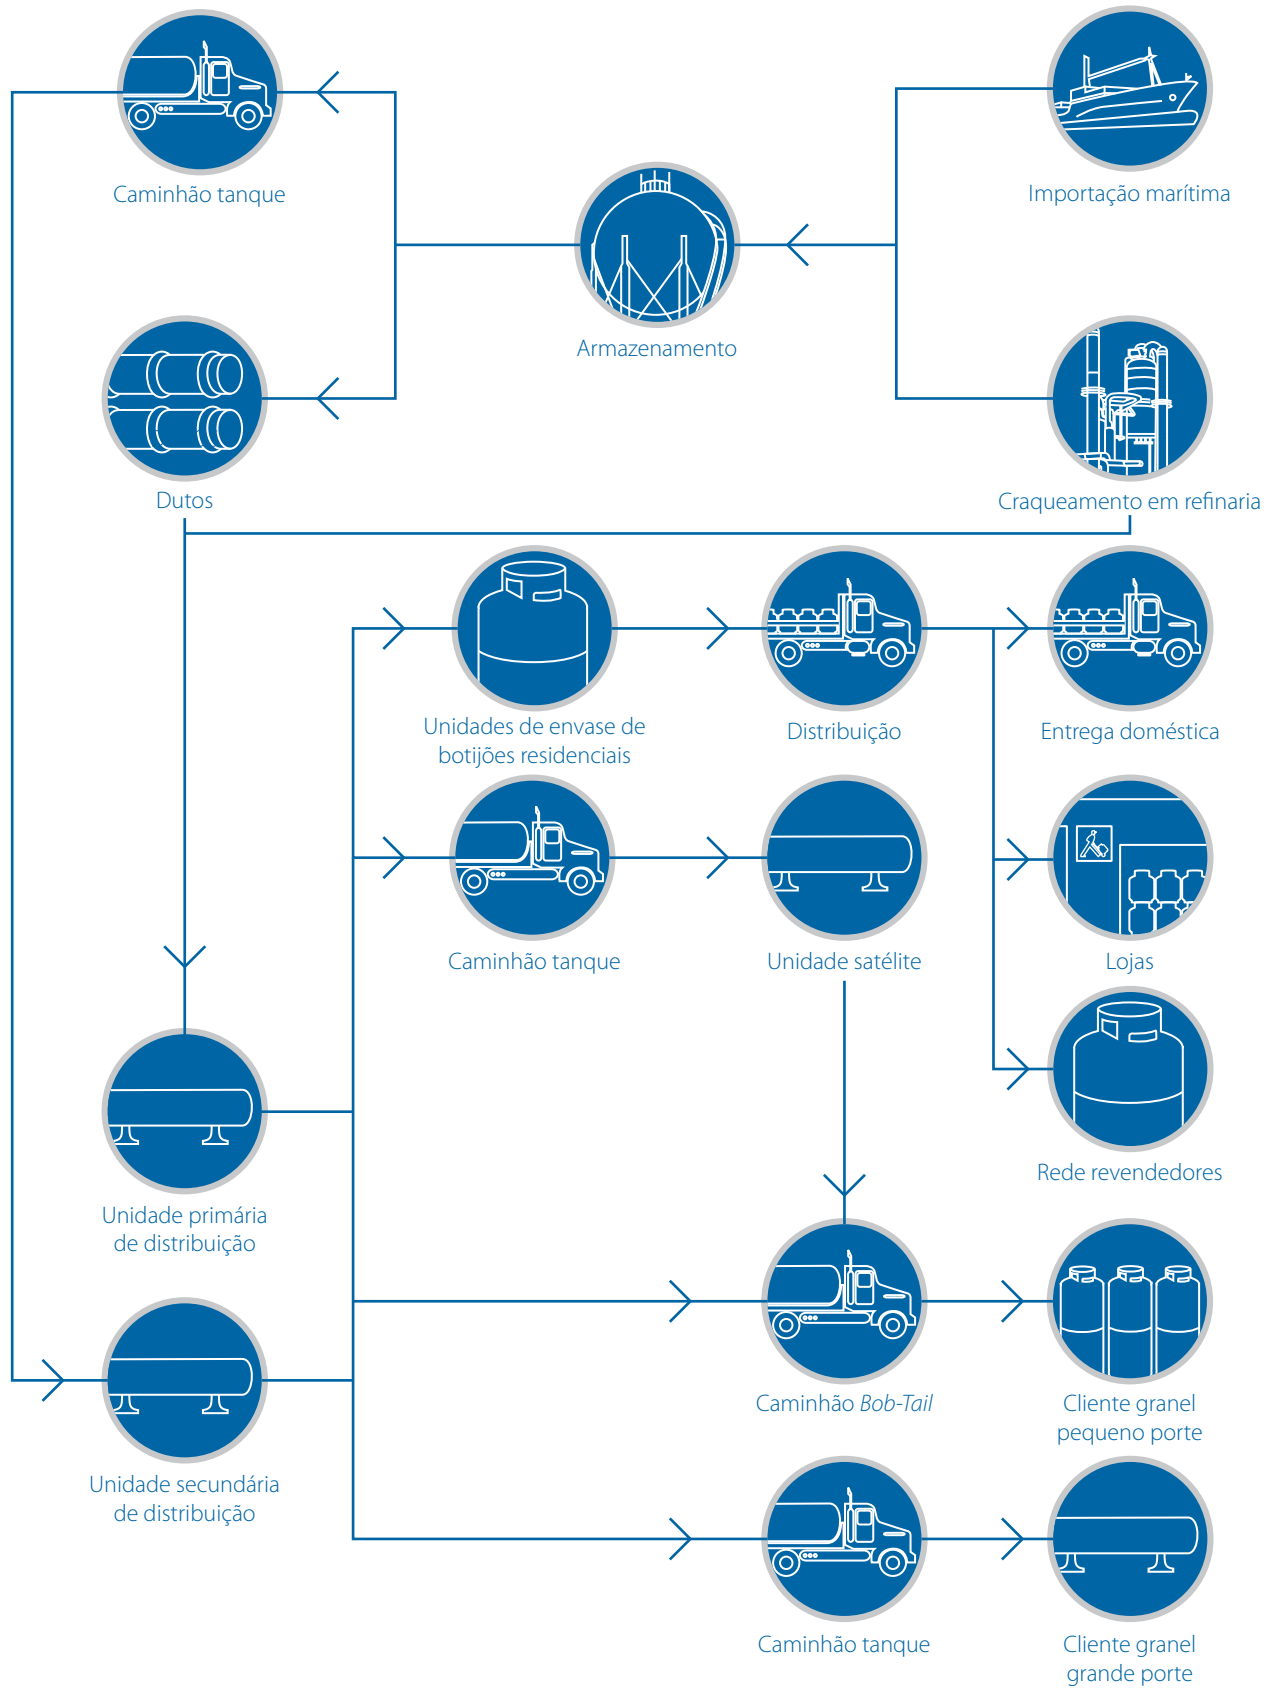 Caminhão tanque
Importação marítima
Armazenamento
Dutos
Craqueamento em refinaria
Unidades de envase de
botijões residenciais
Distribuição
Entrega doméstica
Caminhão tanque
Unidade satélite
Lojas
Rede revendedores
Unidade primária
de distribuição
Caminhão Bob-Tail
Cliente granel
pequeno porte
Unidade secundária
de distribuição
Caminhão tanque
Cliente granel
grande porte